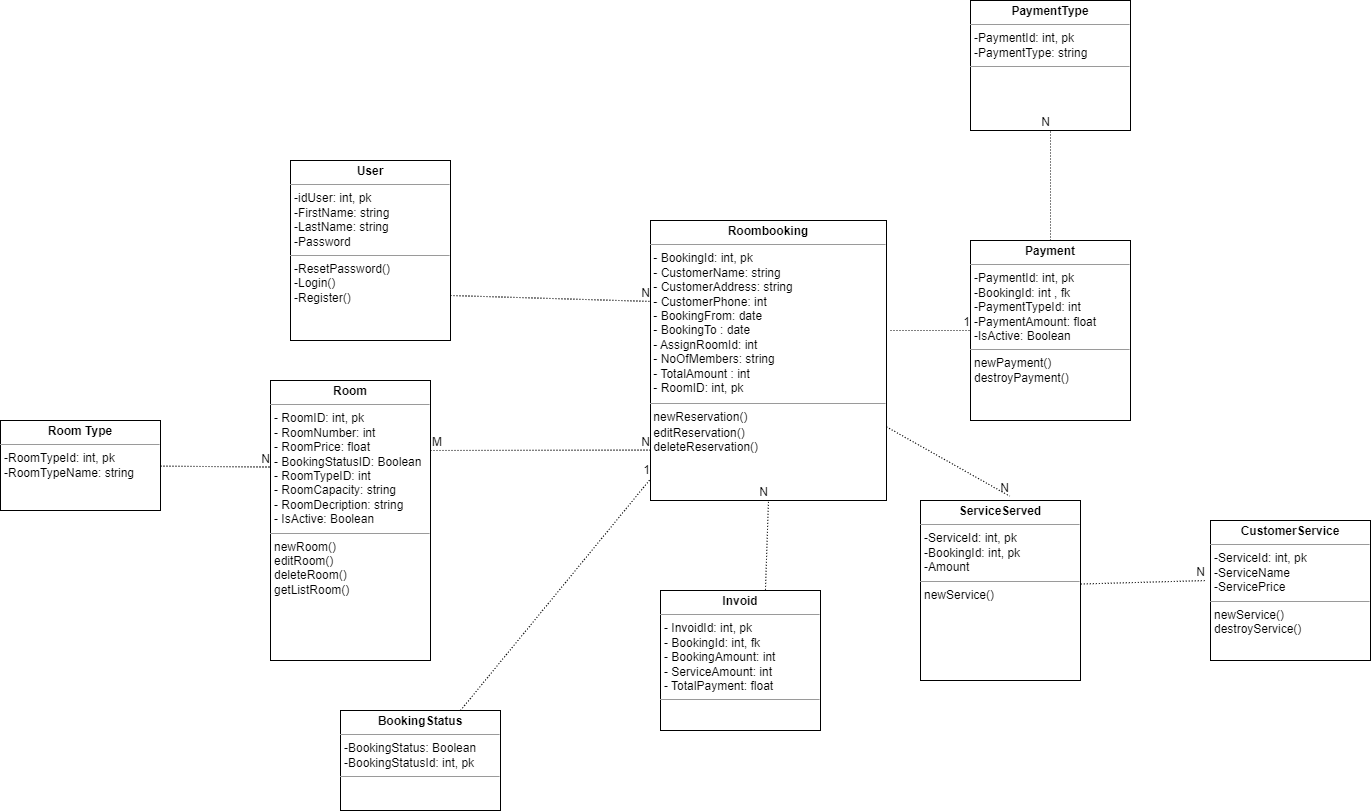 PaymentType
-PaymentId: int, pk
-PaymentType: string
N
User
-idUser: int, pk
-FirstName: string
-LastName: string
-Password
-ResetPassword()
-Login()
-Register()
N
Roombooking
- BookingId: int, pk
- CustomerName: string
- CustomerAddress: string
- CustomerPhone: int
- BookingFrom: date
- BookingTo : date
- AssignRoomId: int
- NoOfMembers: string
- TotalAmount : int
- RoomID: int, pk
newReservation()
editReservation()
deleteReservation()
N
Payment
-PaymentId: int, pk
-BookingId: int , fk
-PaymentTypeId: int
-PaymentAmount: float
-IsActive: Boolean
newPayment()
destroyPayment()
1
Room
- RoomID: int, pk
- RoomNumber: int
- RoomPrice: float
- BookingStatusID: Boolean
- RoomTypeID: int
- RoomCapacity: string
- RoomDecription: string
- IsActive: Boolean
newRoom()
editRoom()
deleteRoom()
getListRoom()
M
N
1
Room Type
-RoomTypeId: int, pk
-RoomTypeName: string
N
N
ServiceServed
-ServiceId: int, pk
-BookingId: int, pk
-Amount
newService()
CustomerService
-ServiceId: int, pk
-ServiceName
-ServicePrice
newService()
destroyService()
N
Invoid
- InvoidId: int, pk
- BookingId: int, fk
- BookingAmount: int
- ServiceAmount: int
- TotalPayment: float
BookingStatus
-BookingStatus: Boolean
-BookingStatusId: int, pk